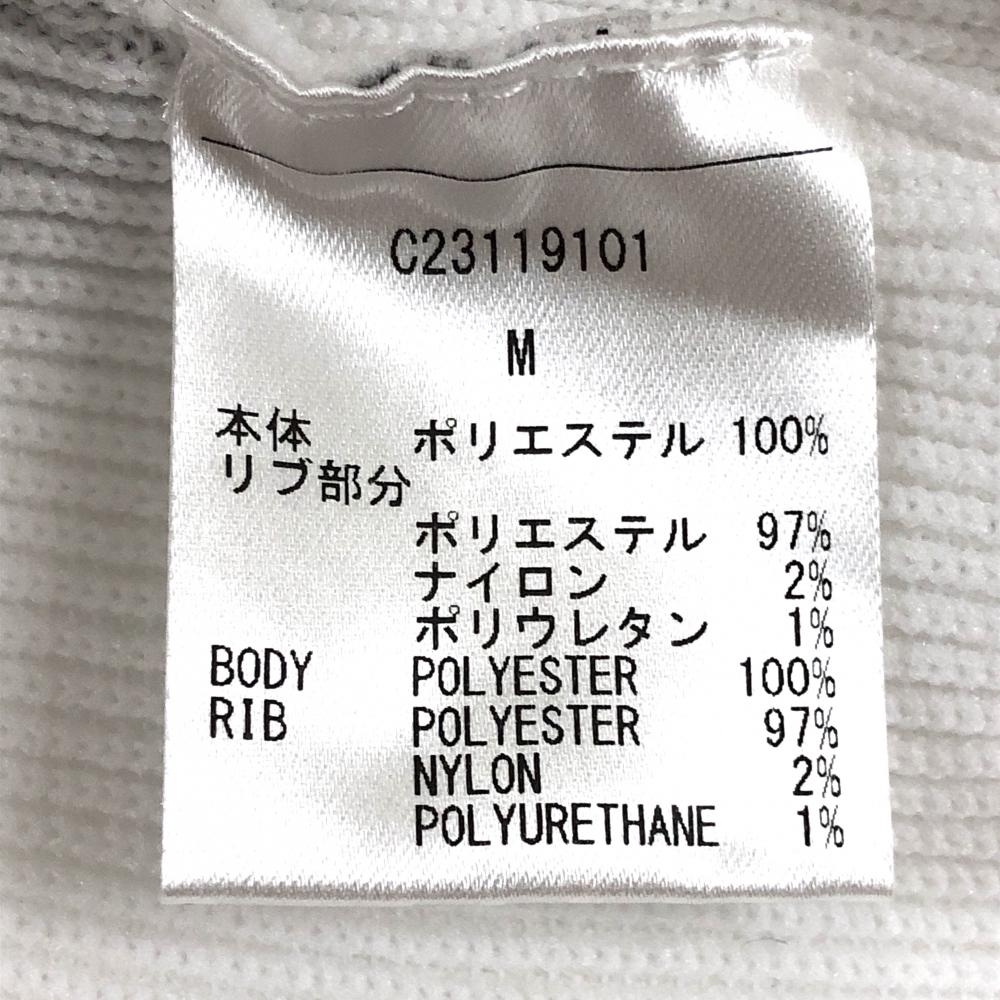 C23119101
M
本体 ポリエステル 100%
リブ部分
ポリエステル 97%
ナイロン 2%
ポリウレタン 1%
BODY POLYESTER 100%
RIB POLYESTER 97%
NYLON 2%
POLYURETHANE 1%